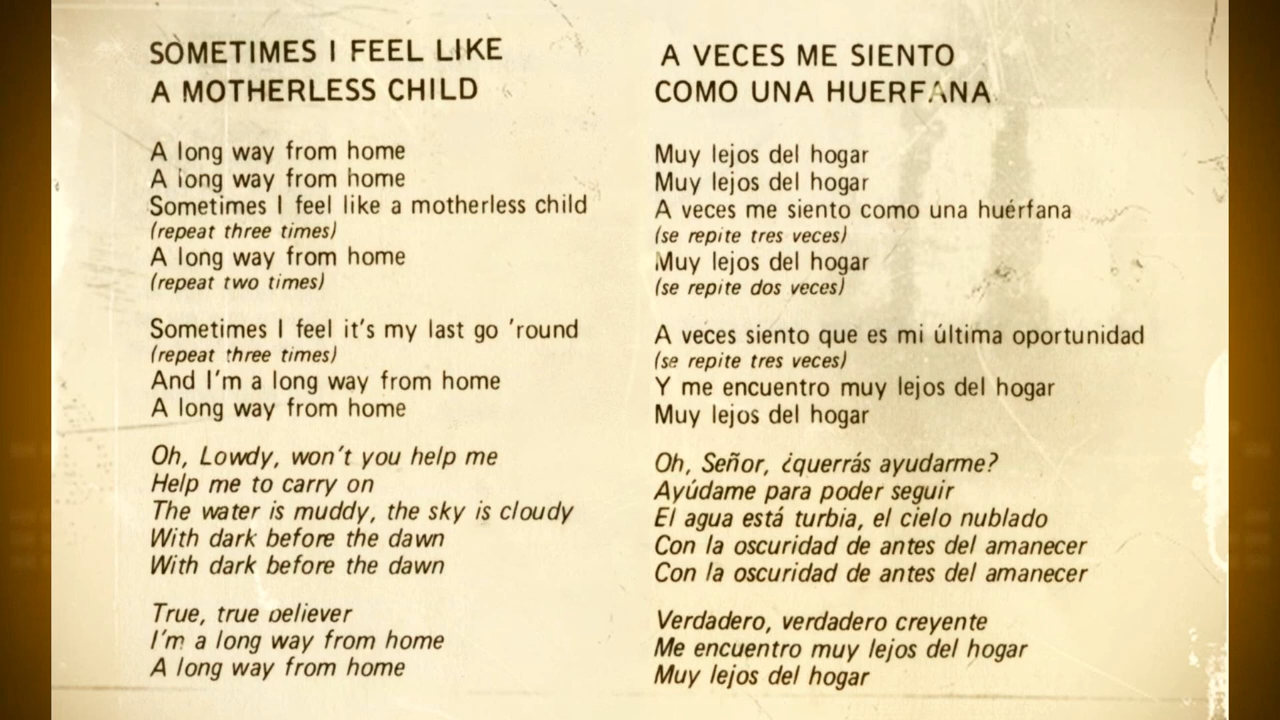 SOMETIMES I FEEL LIKE
A MOTHERLESS CHILD
A long way from home
A long way from home
Sometimes I feel like a motherless child
(repeat three times)
A long way from home
(repeat two times)
Sometimes I feel it's my last go 'round
(repeat three times)
And I'm a long way from home
A long way from home
Oh, Lowdy, won't you help me
Help me to carry on
The water is muddy, the sky is cloudy
With dark before the dawn
With dark before the dawn
True, true believer
I'm a long way from home
A long way from home
A VECES ME SIENTO
COMO UNA HUERFANA
Muy lejos del hogar
Muy lejos del hogar
A veces me siento como una huérfana
(se repite tres veces)
Muy lejos del hogar
(se repite dos veces)
A veces siento que es mi última oportunidad
(se repite tres veces)
Y me encuentro muy lejos del hogar
Muy lejos del hogar
Oh, Señor, ¿querrás ayudarme?
Ayúdame para poder seguir
El agua está turbia, el cielo nublado
Con la oscuridad de antes del amanecer
Con la oscuridad de antes del amanecer
Verdadero, verdadero creyente
Me encuentro muy lejos del hogar
Muy lejos del hogar